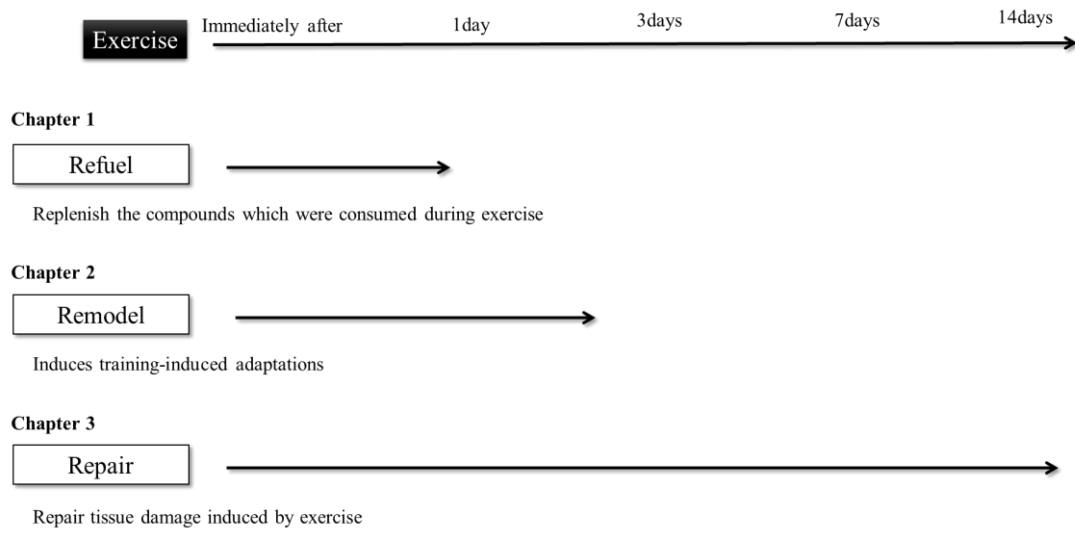 Exercise Immediately after 1day 3days 7days 14days
Chapter 1
Refuel
Replenish the compounds which were consumed during exercise
Chapter 2
Remodel
Induces training-induced adaptations
Chapter 3
Repair
Repair tissue damage induced by exercise